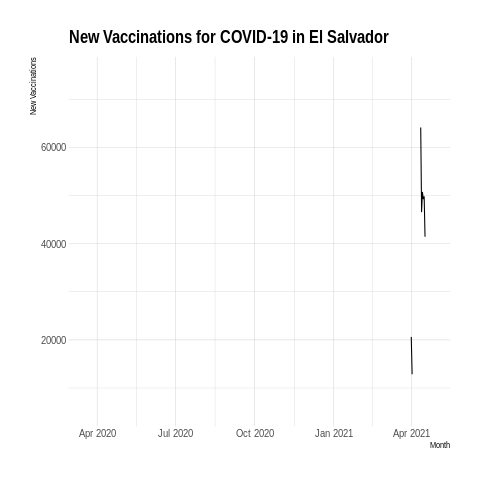 New Vaccinations for COVID-19 in El Salvador
New Vaccinations
60000
40000
20000
Apr 2020 Jul 2020 Oct 2020 Jan 2021 Apr 2021
Month